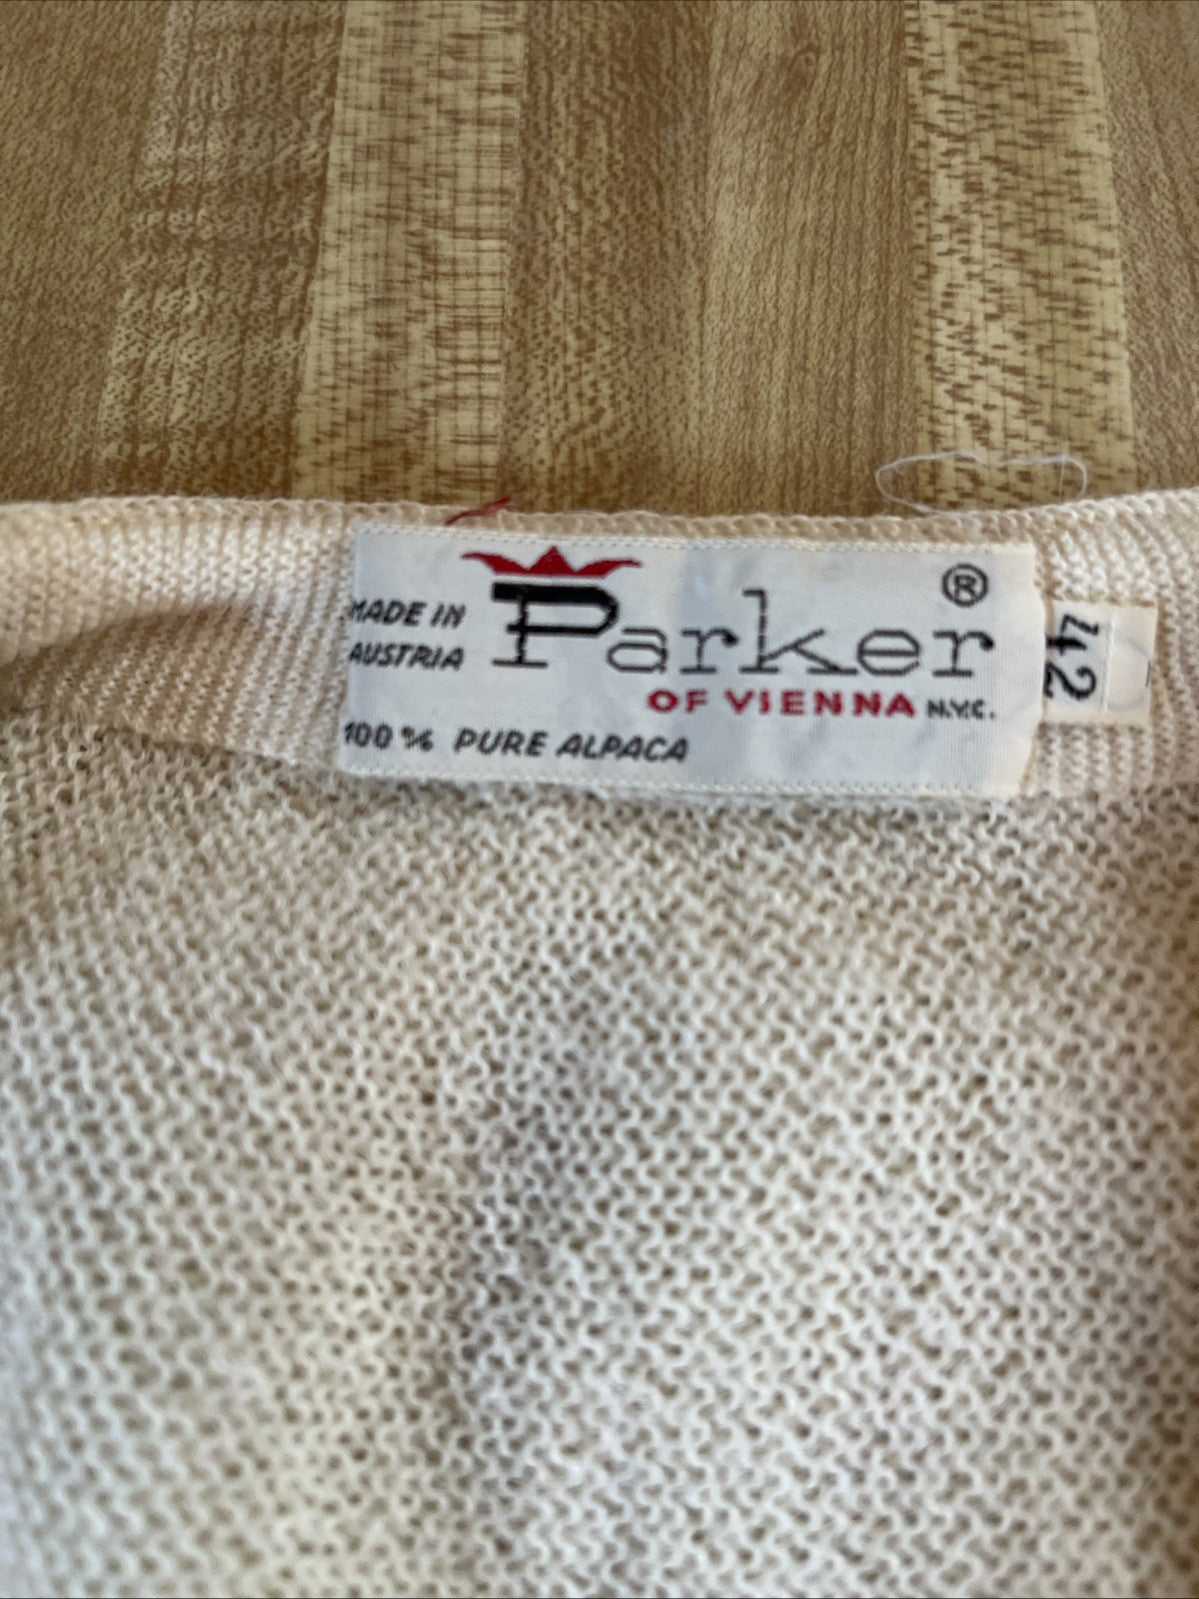 MADE IN
AUSTRIA
Parker ®
OF VIENNA N.Y.C.
100% PURE ALPACA
42